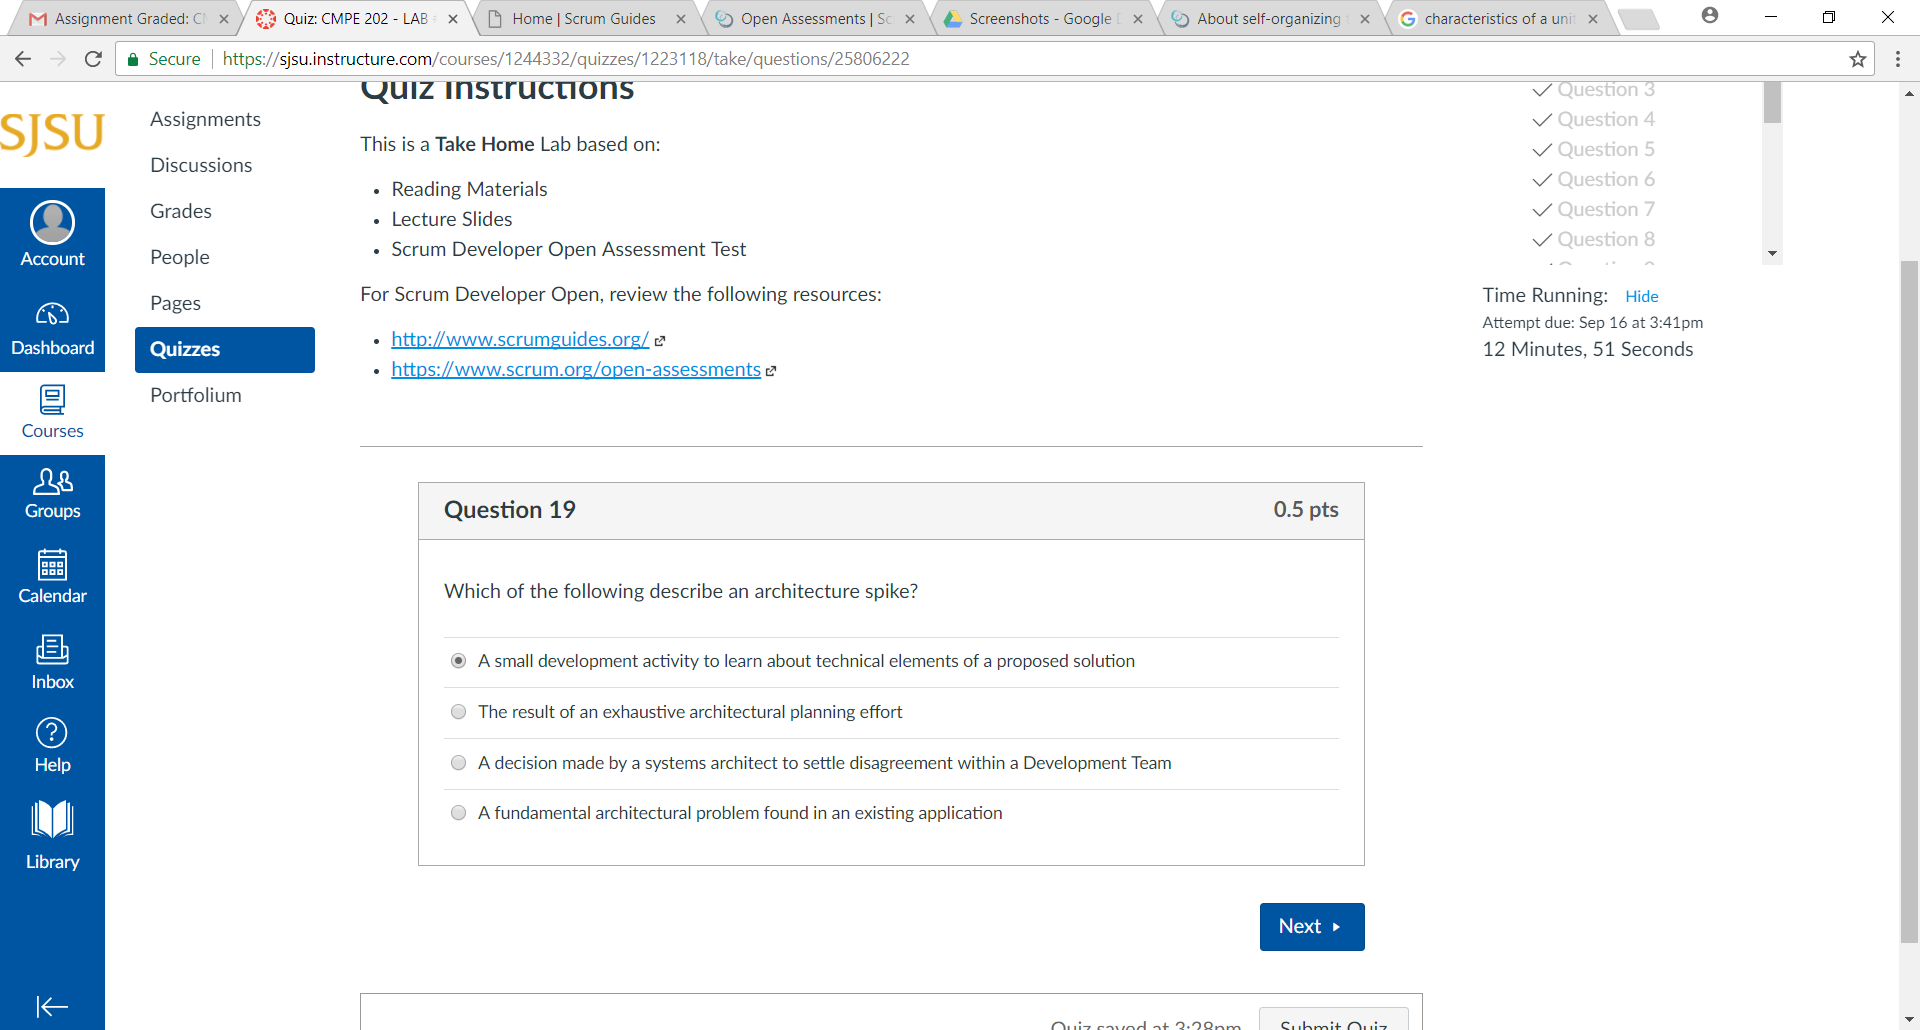 Assignment Graded: C
Quiz: CMPE 202 - LAB
Home | Scrum Guides
Open Assessments | Sc
Screenshots - Google
About self-organizing
characteristics of a uni
Secure
https://sjsu.instructure.com/courses/1244332/quizzes/1223118/take/questions/25806222
SJSU
Account
Dashboard
Courses
Groups
Calendar
Inbox
Help
Library
Assignments
Discussions
Grades
People
Pages
Quizzes
Portfolium
Quiz Instructions
This is a Take Home Lab based on:
Reading Materials
Lecture Slides
Scrum Developer Open Assessment Test
For Scrum Developer Open, review the following resources:
http://www.scrumguides.org/
https://www.scrum.org/open-assessments
Question 19
0.5 pts
Which of the following describe an architecture spike?
A small development activity to learn about technical elements of a proposed solution
The result of an exhaustive architectural planning effort
A decision made by a systems architect to settle disagreement within a Development Team
A fundamental architectural problem found in an existing application
Next
Quiz saved at 3:28pm
Submit Quiz
Question 3
Question 4
Question 5
Question 6
Question 7
Question 8
Time Running: Hide
Attempt due: Sep 16 at 3:41pm
12 Minutes, 51 Seconds